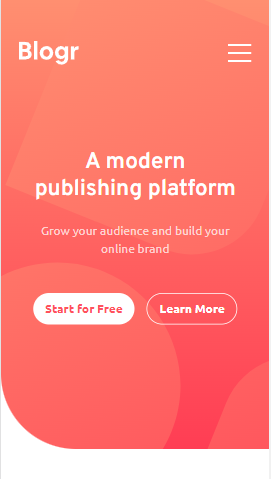 Blogr
A modern
publishing platform
Grow your audience and build your
online brand
Start for Free
Learn More